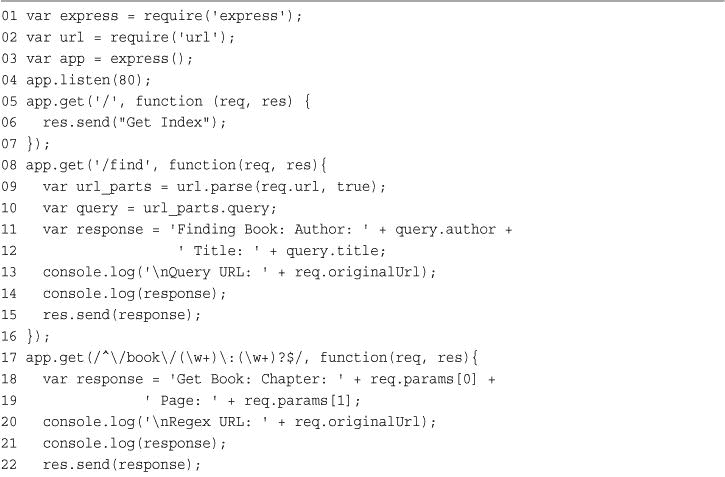 01 var express = require('express');
02 var url = require('url');
03 var app = express();
04 app.listen(80);
05 app.get('/', function (req, res) {
06   res.send("Get Index");
07 });
08 app.get('/find', function(req, res){
09   var url_parts = url.parse(req.url, true);
10   var query = url_parts.query;
11   var response = 'Finding Book: Author: ' + query.author +
12                  ' Title: ' + query.title;
13   console.log('\nQuery URL: ' + req.originalUrl);
14   console.log(response);
15   res.send(response);
16 });
17 app.get(/^\/book\/(\w+)\:(\w+)?$/, function(req, res){
18   var response = 'Get Book: Chapter: ' + req.params[0] +
19              ' Page: ' + req.params[1];
20   console.log('\nRegex URL: ' + req.originalUrl);
21   console.log(response);
22   res.send(response);